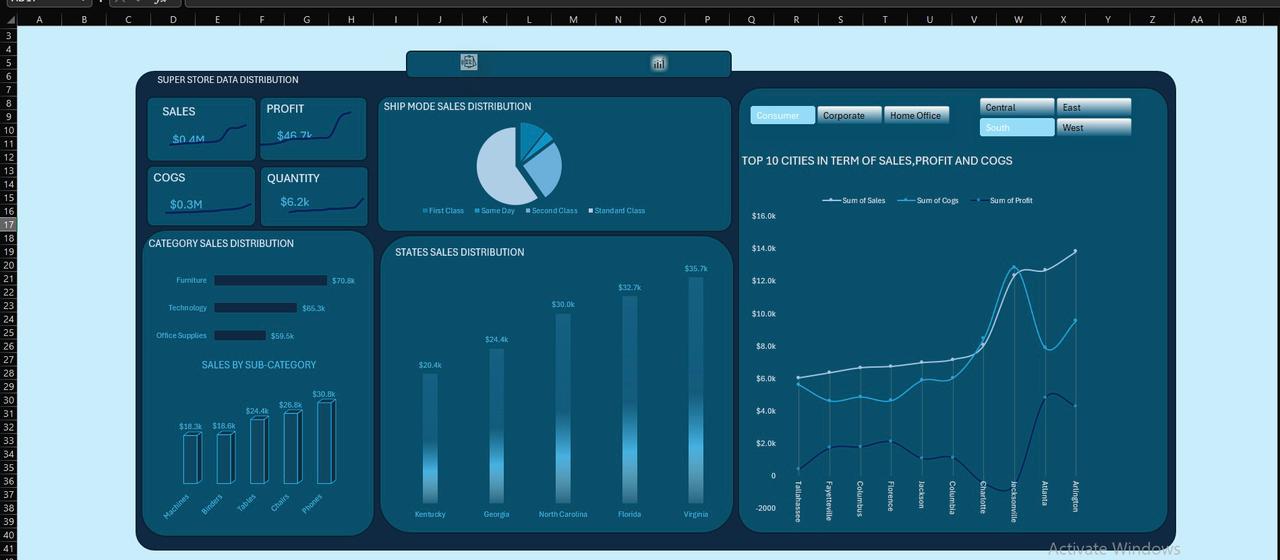 A B C D E F G H I J K L M N O P Q R S T U V W X Y Z AA AB
3
4
5
6
7
8
9
10
11
12
13
14
15
16
17
18
19
20
21
22
23
24
25
26
27
28
29
30
31
32
33
34
35
36
37
38
39
40
41
SUPER STORE DATA DISTRIBUTION
SALES
$0.4M
PROFIT
$46.7k
COGS
$0.3M
QUANTITY
$6.2k
SHIP MODE SALES DISTRIBUTION
First Class Same Day Second Class Standard Class
Consumer Corporate Home Office
Central East
South West
CATEGORY SALES DISTRIBUTION
Furniture $70.8k
Technology $65.3k
Office Supplies $59.5k
SALES BY SUB-CATEGORY
$18.3k $18.6k $24.4k $26.8k $30.8k
Machines Binders Tables Chairs Phones
STATES SALES DISTRIBUTION
$20.4k $24.4k $30.0k $32.7k $35.7k
Kentucky Georgia North Carolina Florida Virginia
TOP 10 CITIES IN TERM OF SALES,PROFIT AND COGS
Sum of Sales Sum of Cogs Sum of Profit
$16.0k
$14.0k
$12.0k
$10.0k
$8.0k
$6.0k
$4.0k
$2.0k
0
-2000
Tallahassee Fayetteville Columbus Florence Jackson Columbia Charlotte Jacksonville Atlanta Arlington
Activate Windows